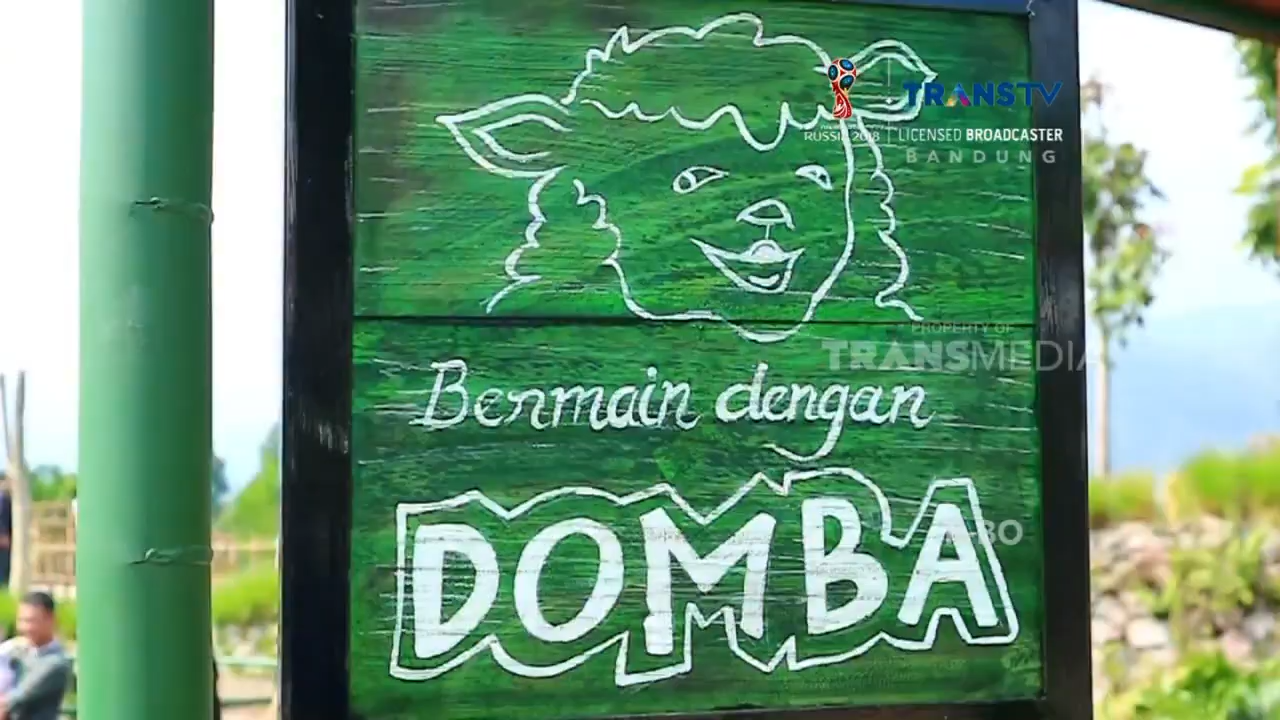 TRANSTV
RUSSIA 2018
LICENSED BROADCASTER
BANDUNG
PROPERTY OF
TRANSMEDIA
Bermain dengan
DOMBA